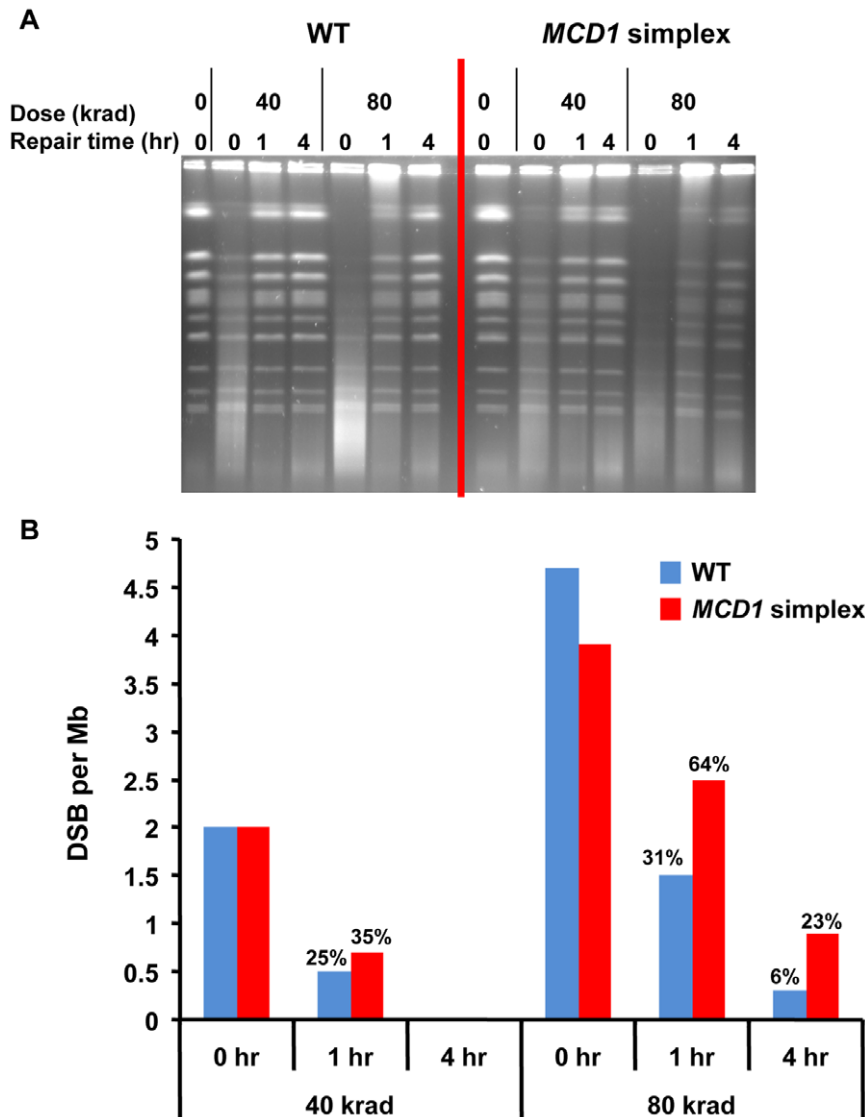 A
WT MCD1 simplex
Dose (krad) 0 40 80 0 40 80
Repair time (hr) 0 0 1 4 0 1 4 0 0 1 4 0 1 4
B
5
4.5
4
3.5
3
2.5
2
1.5
1
0.5
0
DSB per Mb
WT
MCD1 simplex
25% 35% 31% 64% 6% 23%
0 hr 1 hr 4 hr 0 hr 1 hr 4 hr
40 krad 80 krad